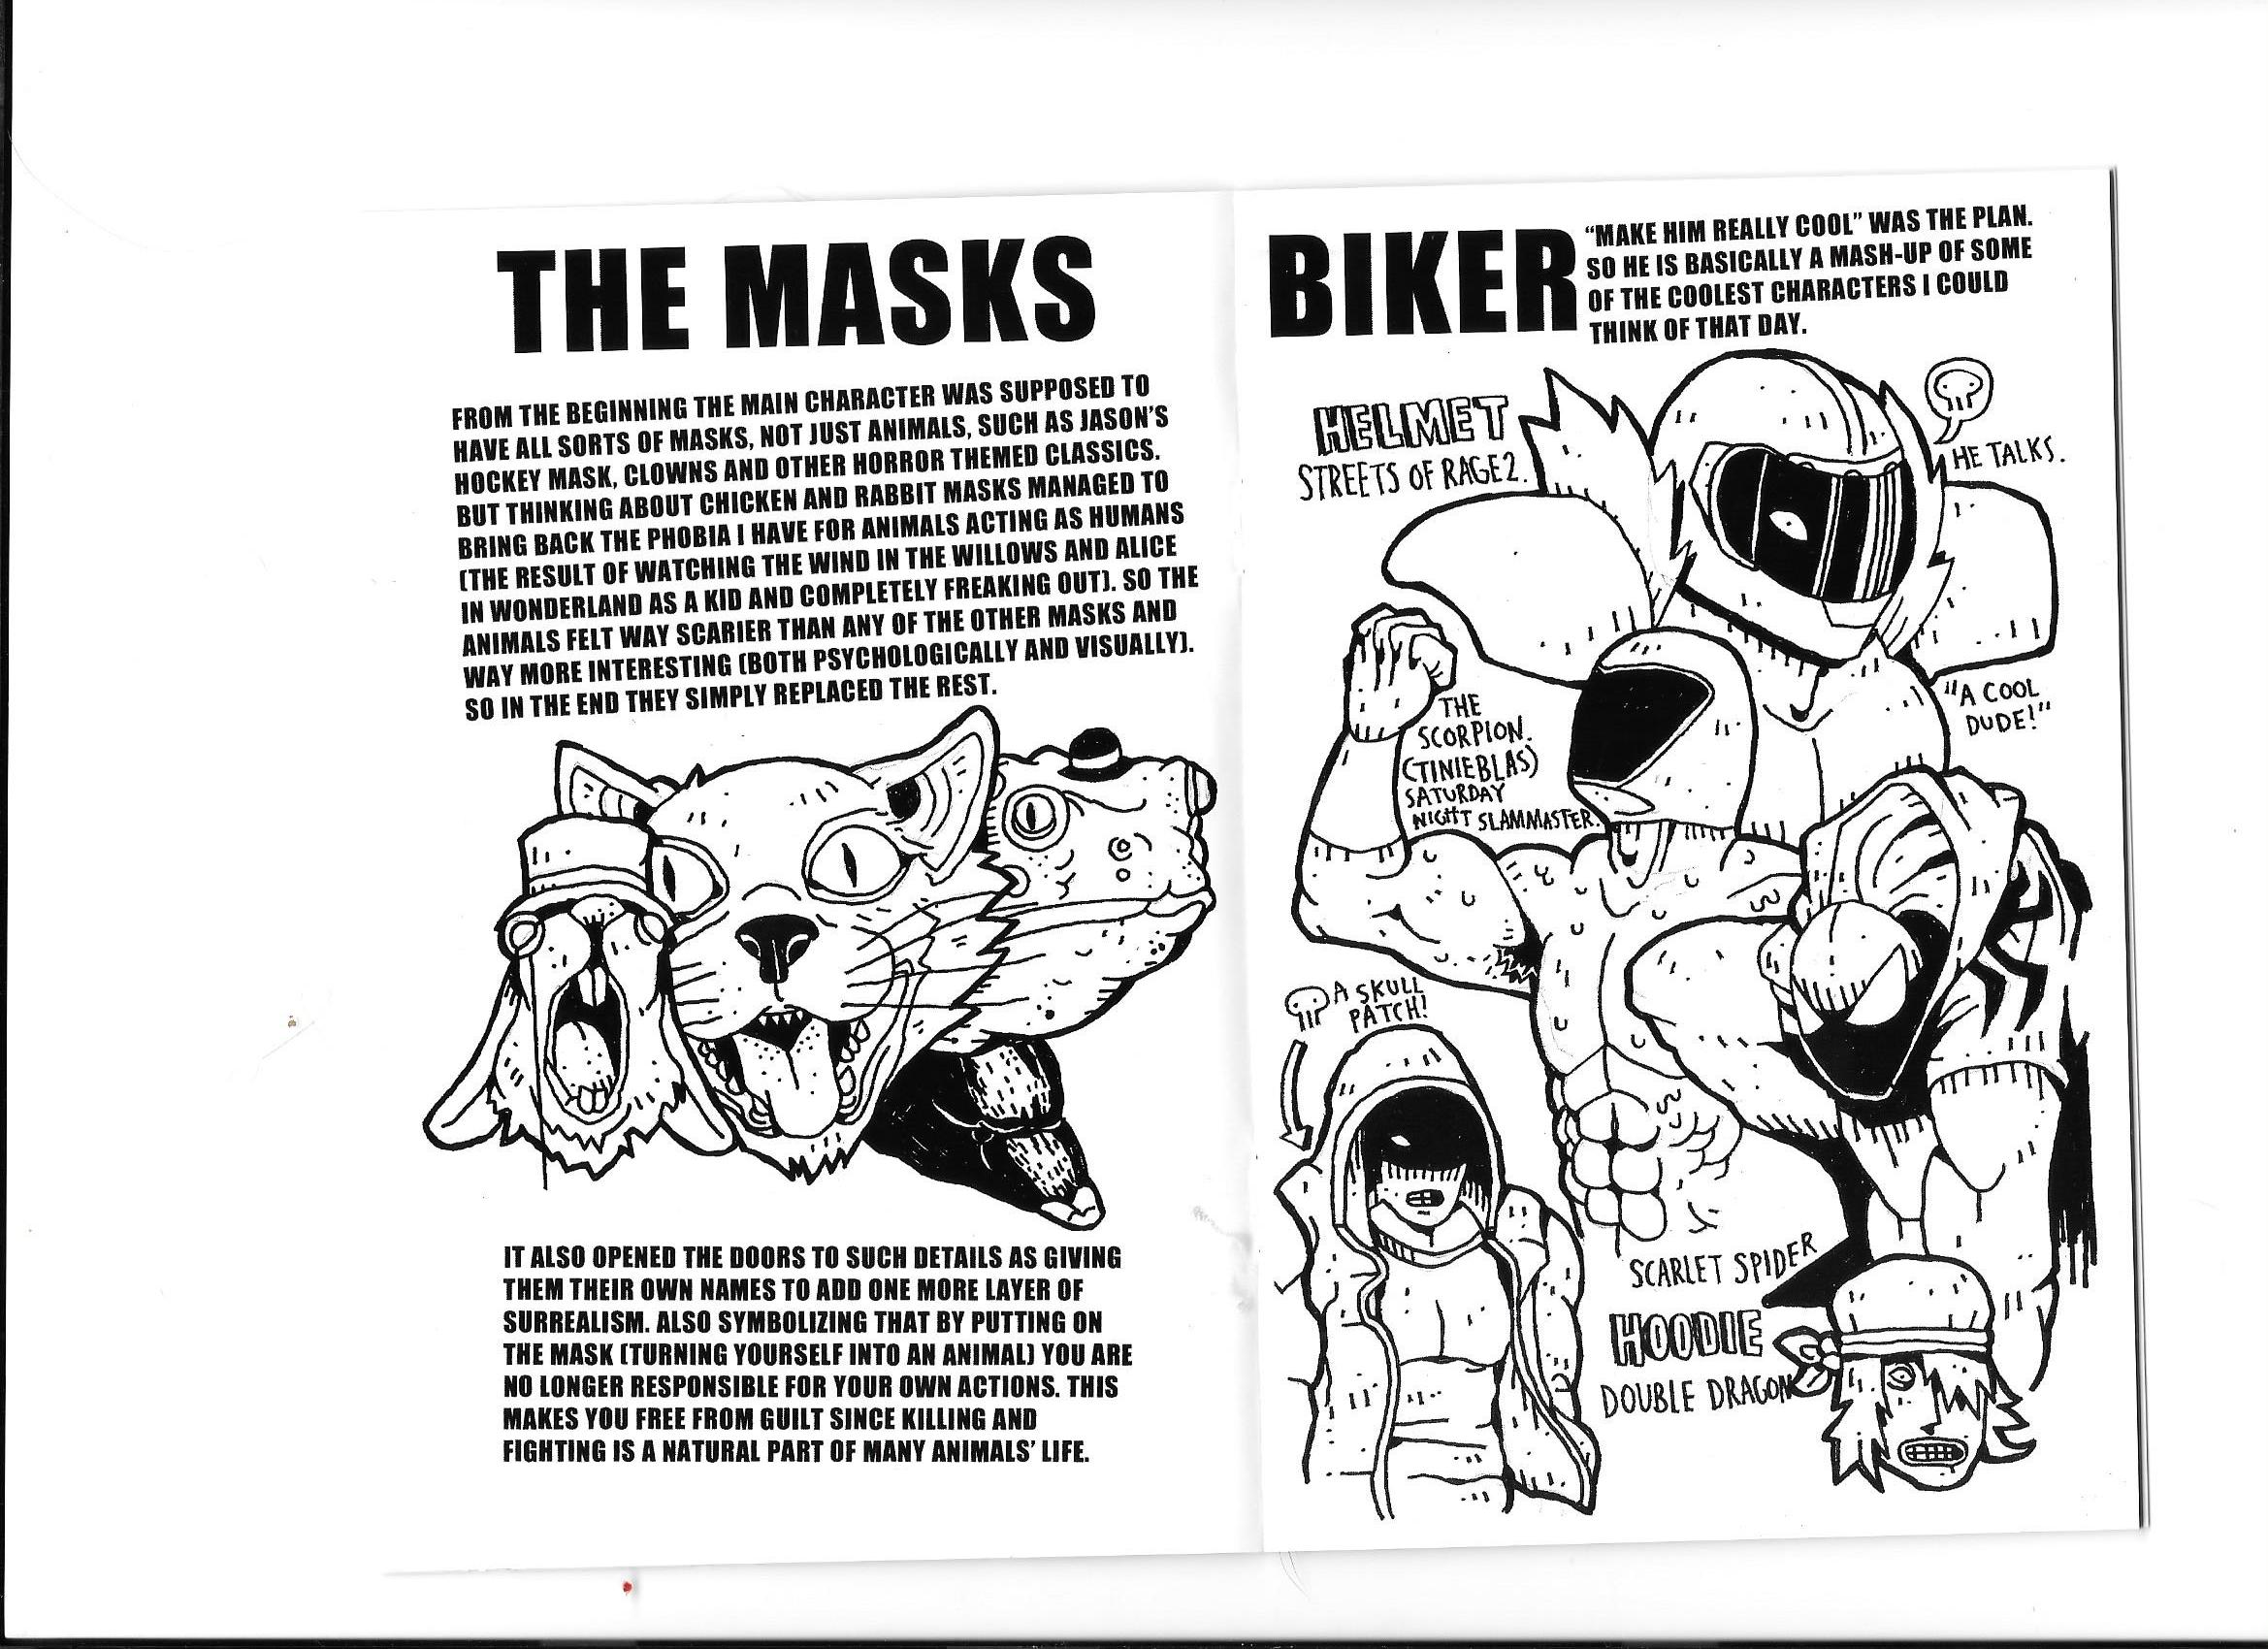 THE MASKS
FROM THE BEGINNING THE MAIN CHARACTER WAS SUPPOSED TO
HAVE ALL SORTS OF MASKS, NOT JUST ANIMALS, SUCH AS JASON'S
HOCKEY MASK, CLOWNS AND OTHER HORROR THEMED CLASSICS.
BUT THINKING ABOUT CHICKEN AND RABBIT MASKS MANAGED TO
BRING BACK THE PHOBIA I HAVE FOR ANIMALS ACTING AS HUMANS
(THE RESULT OF WATCHING THE WIND IN THE WILLOWS AND ALICE
IN WONDERLAND AS A KID AND COMPLETELY FREAKING OUT). SO THE
ANIMALS FELT WAY SCARIER THAN ANY OF THE OTHER MASKS AND
WAY MORE INTERESTING (BOTH PSYCHOLOGICALLY AND VISUALLY).
SO IN THE END THEY SIMPLY REPLACED THE REST.
IT ALSO OPENED THE DOORS TO SUCH DETAILS AS GIVING
THEM THEIR OWN NAMES TO ADD ONE MORE LAYER OF
SURREALISM. ALSO SYMBOLIZING THAT BY PUTTING ON
THE MASK (TURNING YOURSELF INTO AN ANIMAL) YOU ARE
NO LONGER RESPONSIBLE FOR YOUR OWN ACTIONS. THIS
MAKES YOU FREE FROM GUILT SINCE KILLING AND
FIGHTING IS A NATURAL PART OF MANY ANIMALS' LIFE.
BIKER
"MAKE HIM REALLY COOL" WAS THE PLAN.
SO HE IS BASICALLY A MASH-UP OF SOME
OF THE COOLEST CHARACTERS I COULD
THINK OF THAT DAY.
HELMET
STREETS OF RAGE 2.
HE TALKS.
THE
SCORPION.
(TINIEBLAS)
SATURDAY
NIGHT SLAMMASTER.
"A COOL
DUDE!"
A SKULL
PATCH!
SCARLET SPIDER
HOODIE
DOUBLE DRAGON